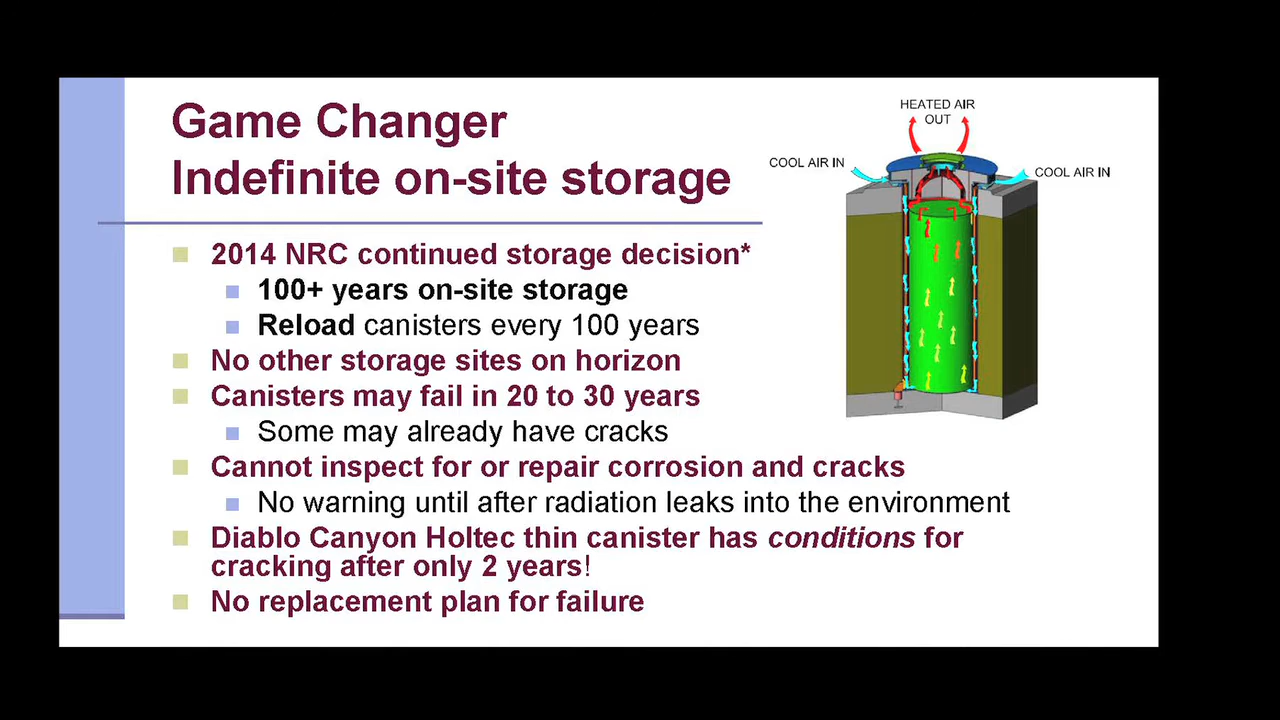 Game Changer
Indefinite on-site storage
HEATED AIR
OUT
COOL AIR IN
COOL AIR IN
2014 NRC continued storage decision*
100+ years on-site storage
Reload canisters every 100 years
No other storage sites on horizon
Canisters may fail in 20 to 30 years
Some may already have cracks
Cannot inspect for or repair corrosion and cracks
No warning until after radiation leaks into the environment
Diablo Canyon Holtec thin canister has conditions for
cracking after only 2 years!
No replacement plan for failure